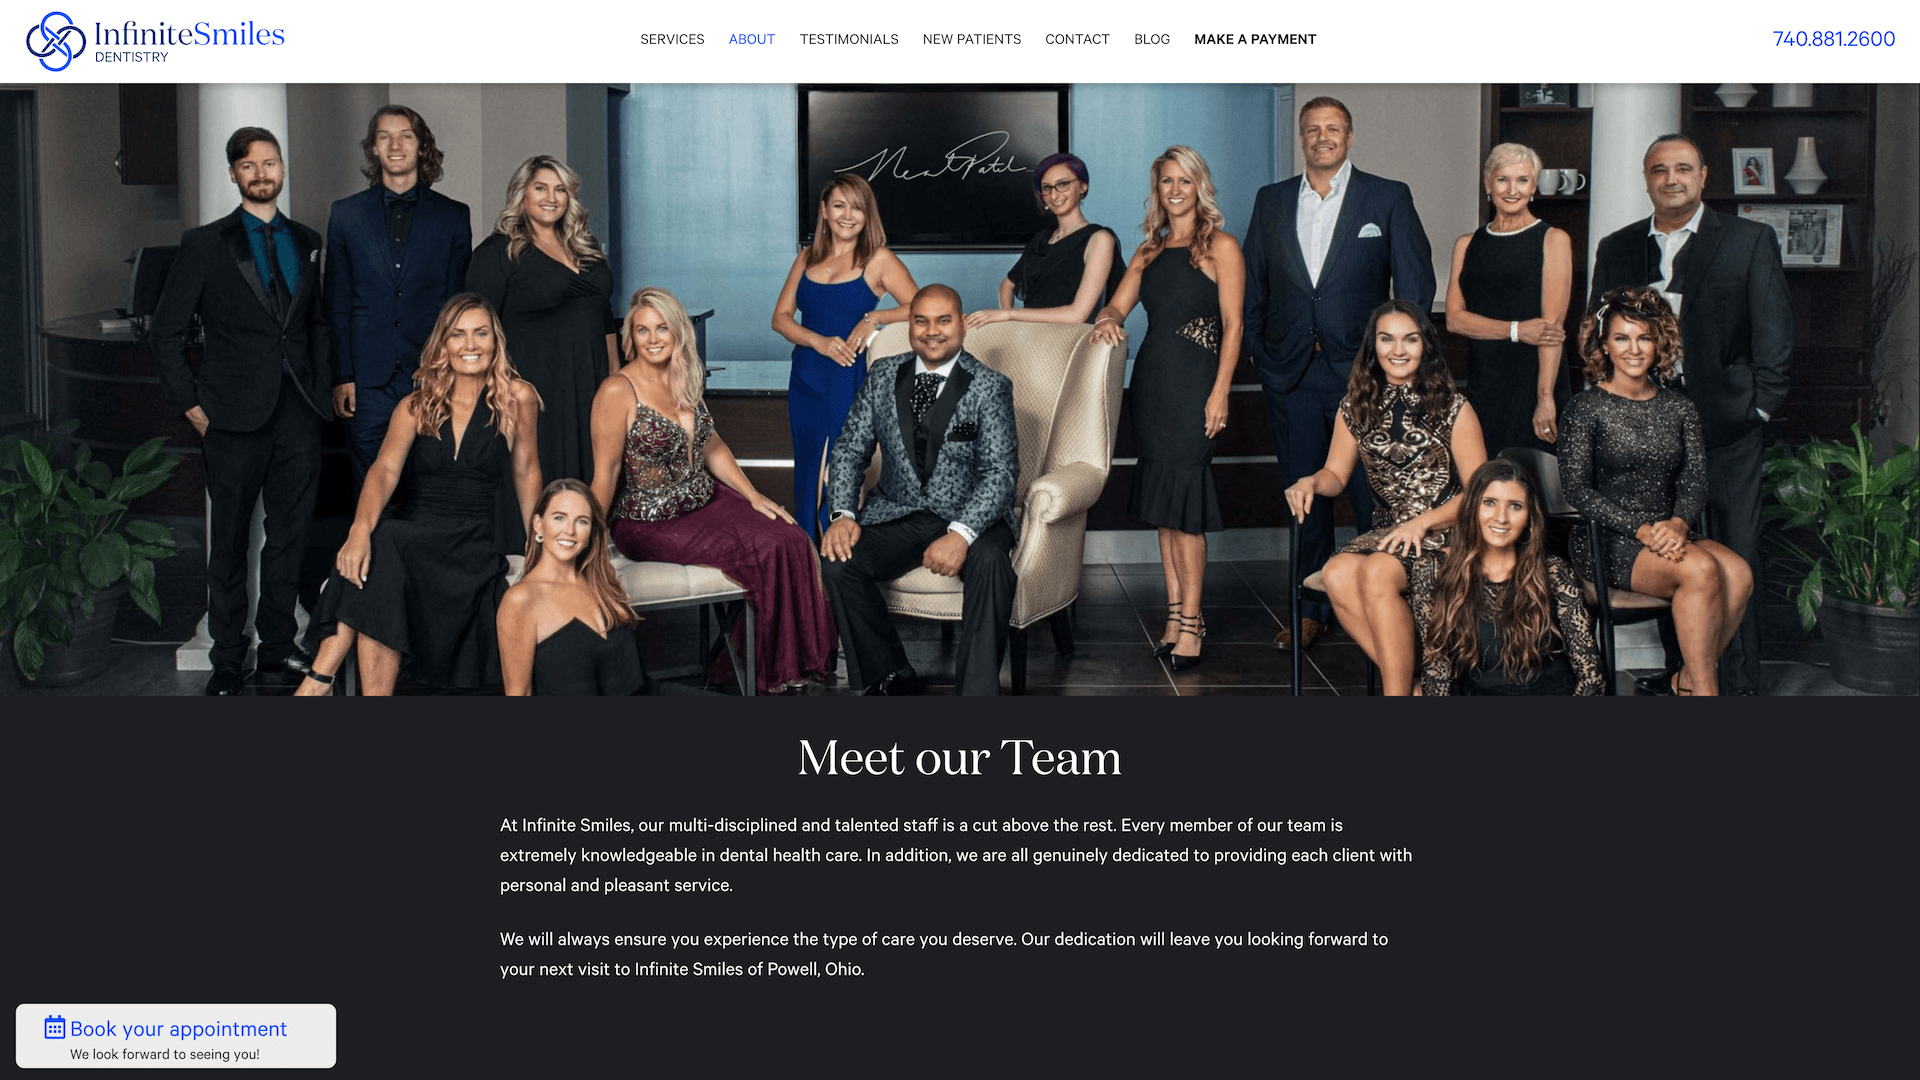 InfiniteSmiles
DENTISTRY
SERVICES ABOUT TESTIMONIALS NEW PATIENTS CONTACT BLOG MAKE A PAYMENT
740.881.2600
Neal Patel
Meet our Team
At Infinite Smiles, our multi-disciplined and talented staff is a cut above the rest. Every member of our team is
extremely knowledgeable in dental health care. In addition, we are all genuinely dedicated to providing each client with
personal and pleasant service.
We will always ensure you experience the type of care you deserve. Our dedication will leave you looking forward to
your next visit to Infinite Smiles of Powell, Ohio.
Book your appointment
We look forward to seeing you!